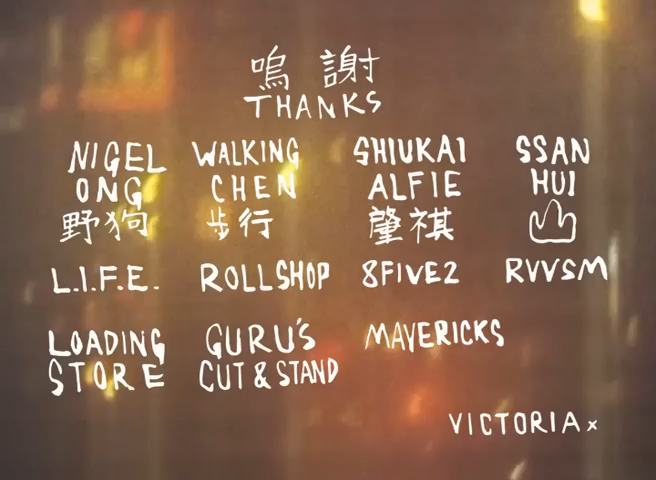 嗚 謝
THANKS
NIGEL ONG 野狗
WALKING CHEN 步行
SHIUKAI ALFIE 肇祺
SSAN HUI
L.I.F.E. ROLLSHOP 8FIVE2 RVVSM
LOADING STORE
GURU'S CUT & STAND
MAVERICKS
VICTORIA x